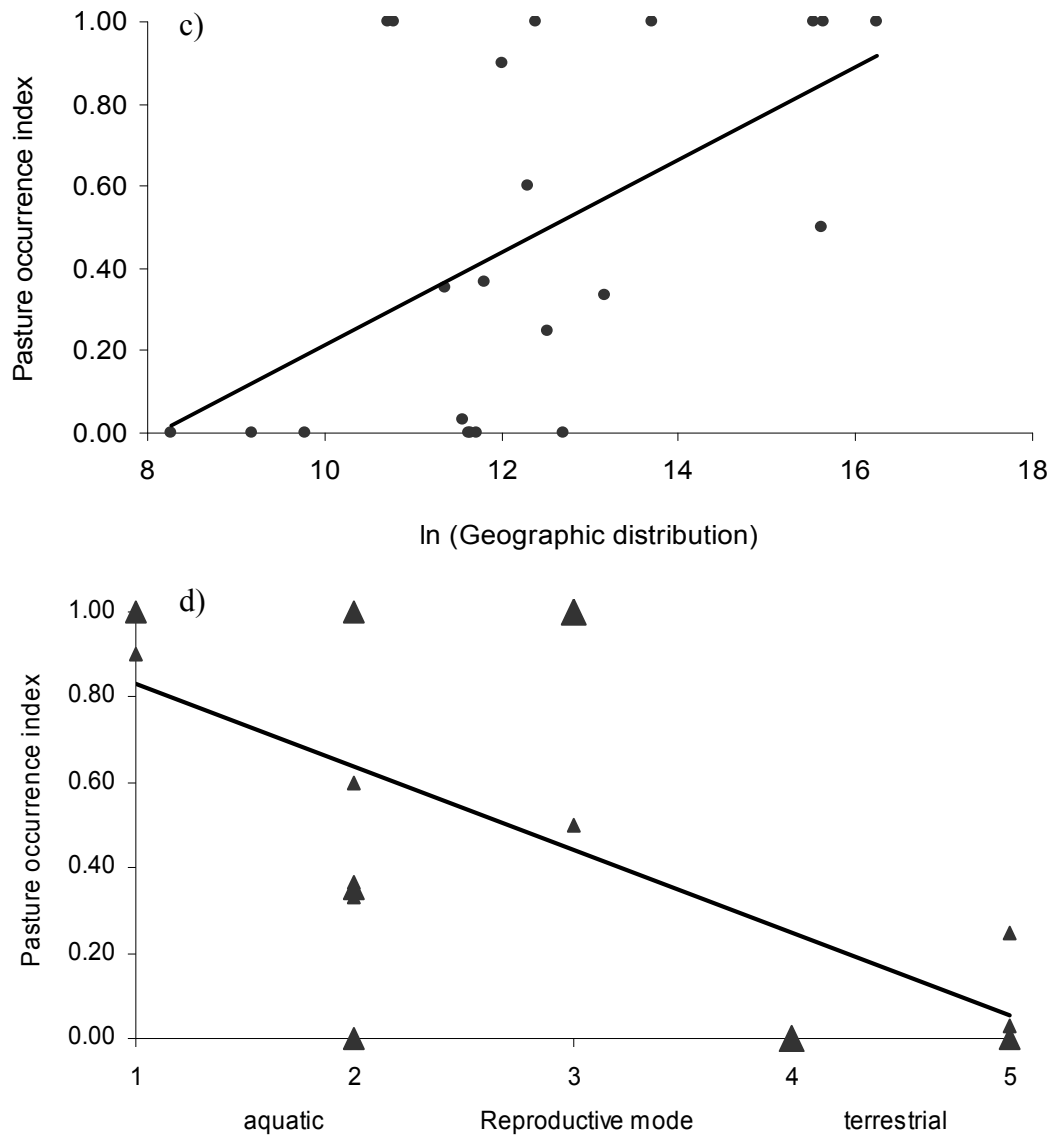 c)
Pasture occurrence index
1.00
0.80
0.60
0.40
0.20
0.00
8 10 12 14 16 18
ln (Geographic distribution)
d)
Pasture occurrence index
1.00
0.80
0.60
0.40
0.20
0.00
1 2 3 4 5
aquatic Reproductive mode terrestrial